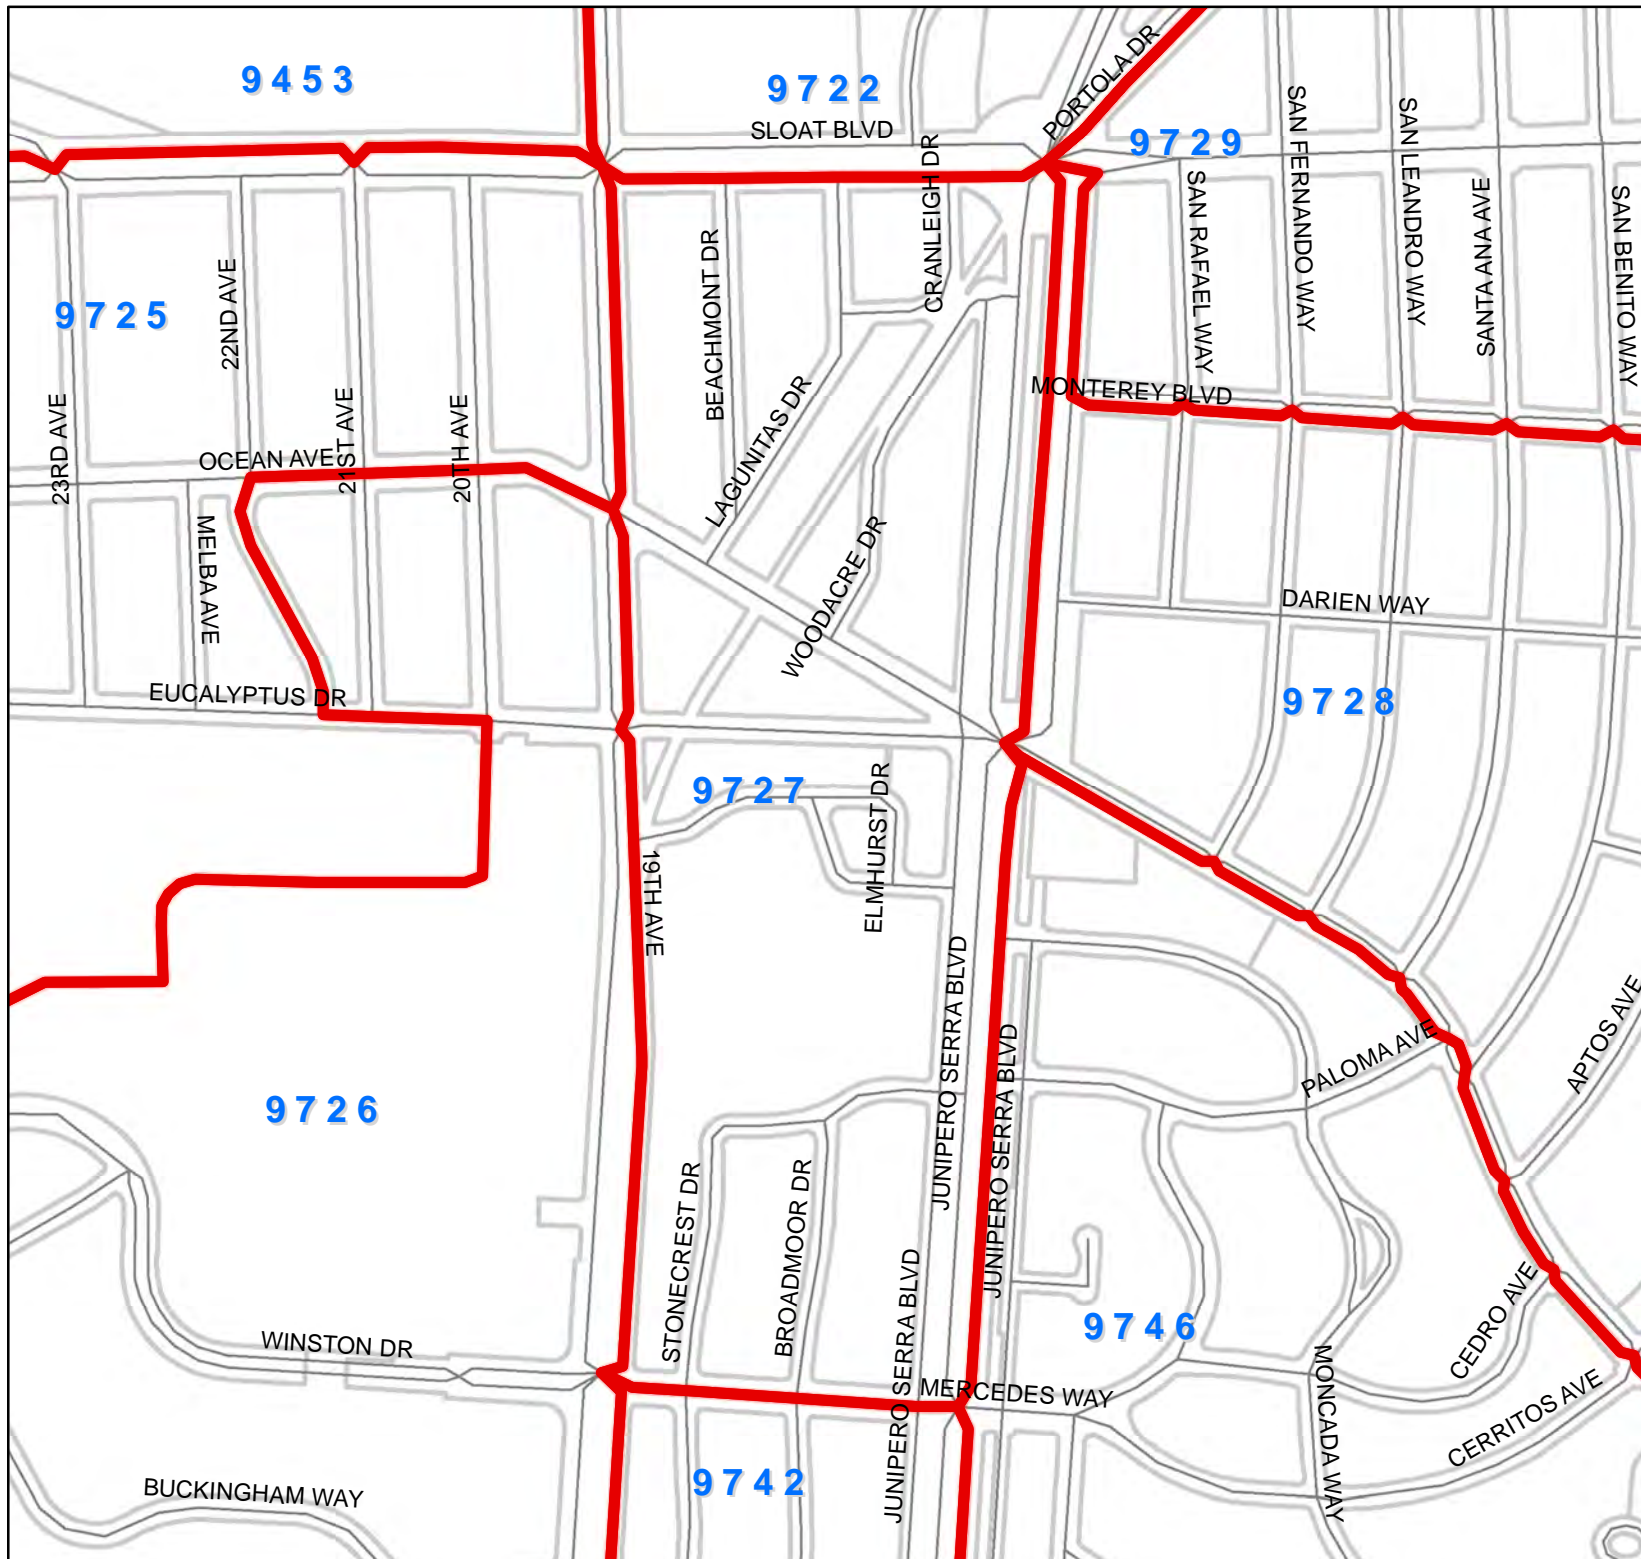 9453
9722
PORTOLA DR
9729
SLOAT BLVD
CRANLEIGH DR
SAN FERNANDO WAY
SAN LEANDRO WAY
SANTA ANA AVE
SAN BENITO WAY
SAN RAFAEL WAY
9725
22ND AVE
BEACHMONT DR
LAGUNITAS DR
MONTEREY BLVD
23RD AVE
21ST AVE
20TH AVE
OCEAN AVE
MELBA AVE
WOODACRE DR
DARIEN WAY
EUCALYPTUS DR
9728
9727
ELMHURST DR
19TH AVE
JUNIPERO SERRA BLVD
JUNIPERO SERRA BLVD
PALOMA AVE
APTOS AVE
9726
STONECREST DR
BROADMOOR DR
JUNIPERO SERRA BLVD
9746
WINSTON DR
MERCEDES WAY
MONCADA WAY
CEDRO AVE
CERRITOS AVE
9742
BUCKINGHAM WAY